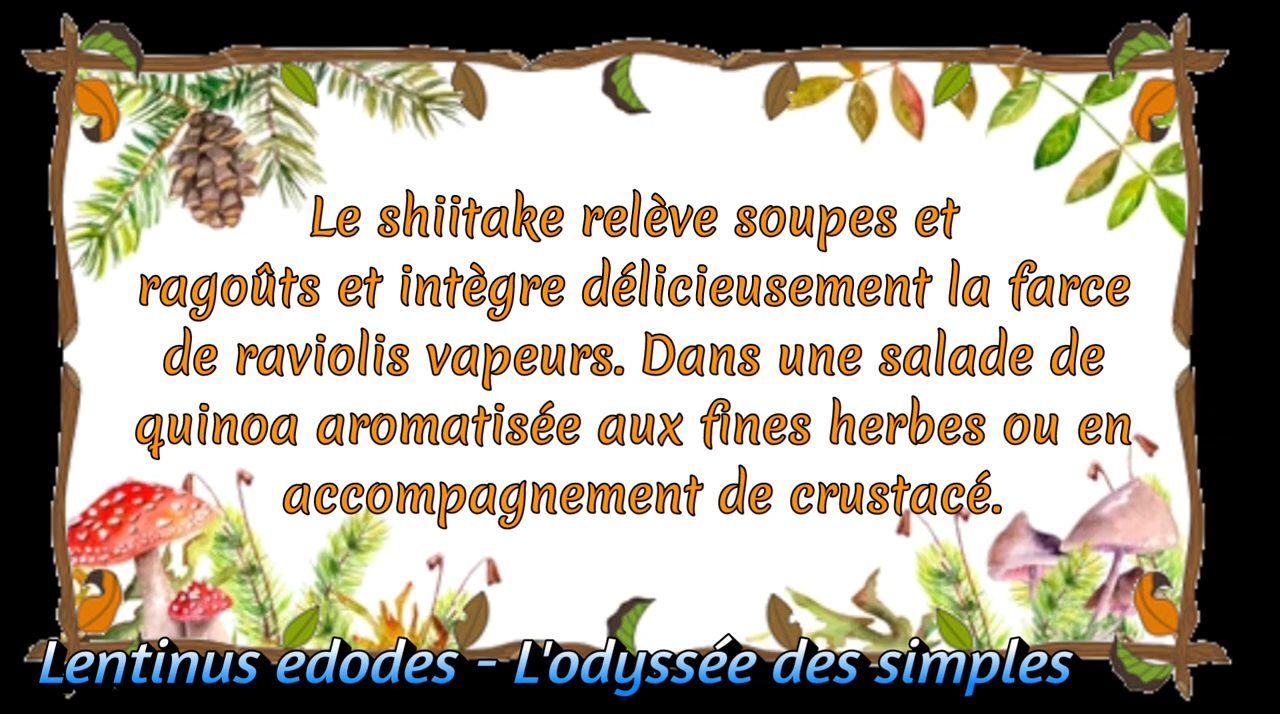 Le shiitake relève soupes et
ragoûts et intègre délicieusement la farce
de raviolis vapeurs. Dans une salade de
quinoa aromatisée aux fines herbes ou en
accompagnement de crustacé.
Lentinus edodes - L'odyssée des simples